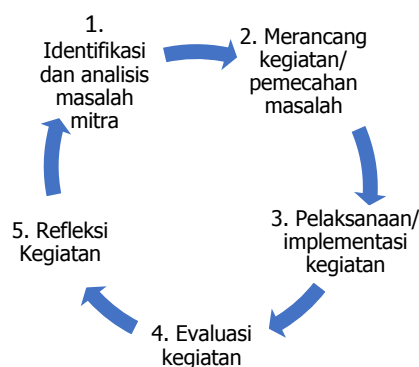 1.
Identifikasi
dan analisis
masalah
mitra
2. Merancang
kegiatan/
pemecahan
masalah
3. Pelaksanaan/
implementasi
kegiatan
4. Evaluasi
kegiatan
5. Refleksi
Kegiatan